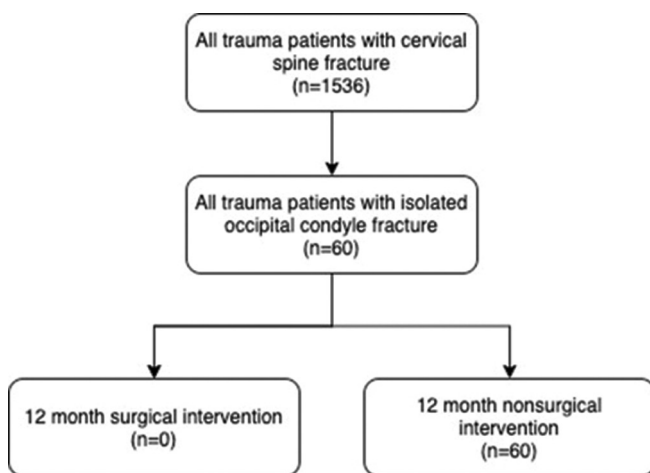 All trauma patients with cervical
spine fracture
(n=1536)
All trauma patients with isolated
occipital condyle fracture
(n=60)
12 month surgical intervention
(n=0)
12 month nonsurgical
intervention
(n=60)